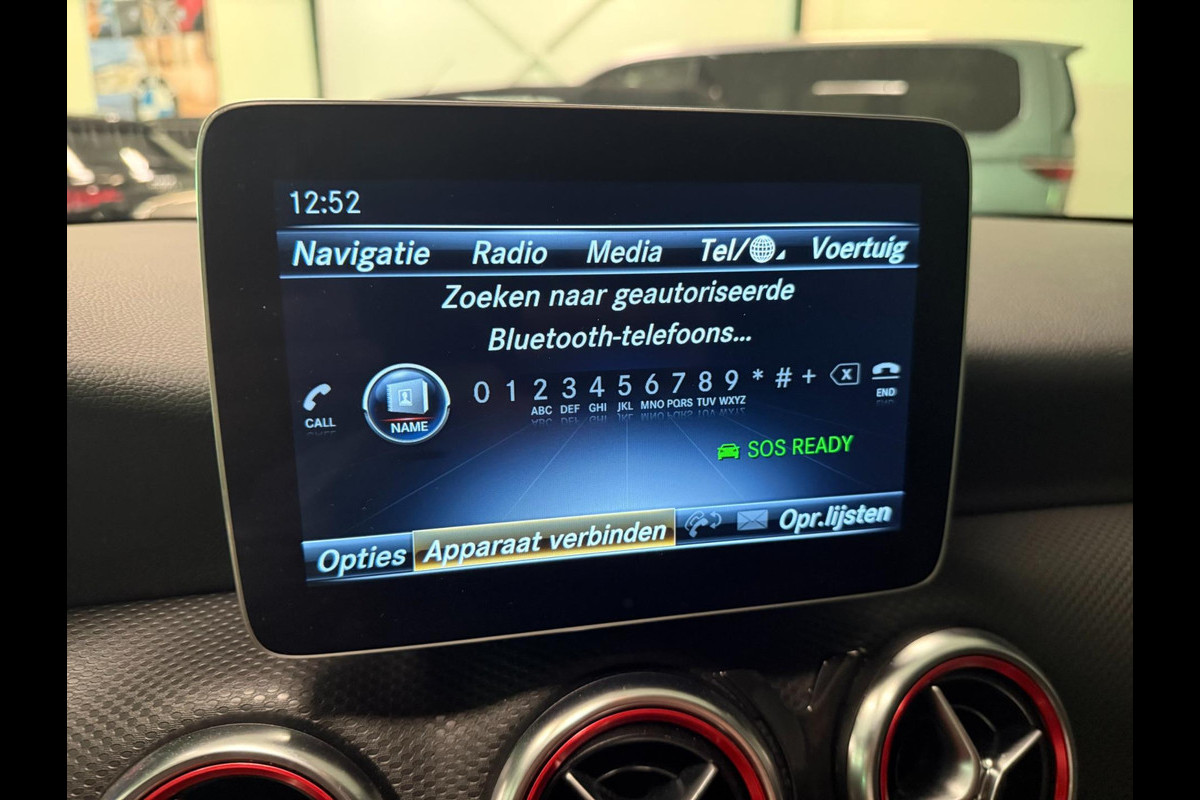 12:52
Navigatie Radio Media Tel/ Voertuig
Zoeken naar geautoriseerde
Bluetooth-telefoons...
0 1 2 3 4 5 6 7 8 9 * # +
CALL NAME ABC DEF GHI JKL MNO PQRS TUV WXYZ END
SOS READY
Opties Apparaat verbinden Opr.lijsten